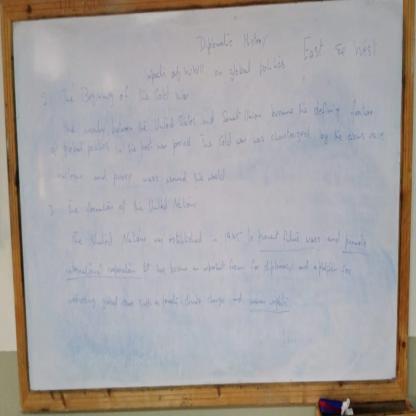 Diplomatic History
East & West
impacts of WWII on global politics
2. The Beginning of the Cold War
The rivalry between the United States and Soviet Union became the defining feature
of global politics in the post war period. The Cold war was characterized by the arms race
and proxy wars around the world
3. The formation of the United Nations
The United Nations was established in 1945 to prevent future wars and promote
international cooperation. It has become an important forum for diplomacy and a platform for
addressing global issues such as poverty, climate change and human rights.